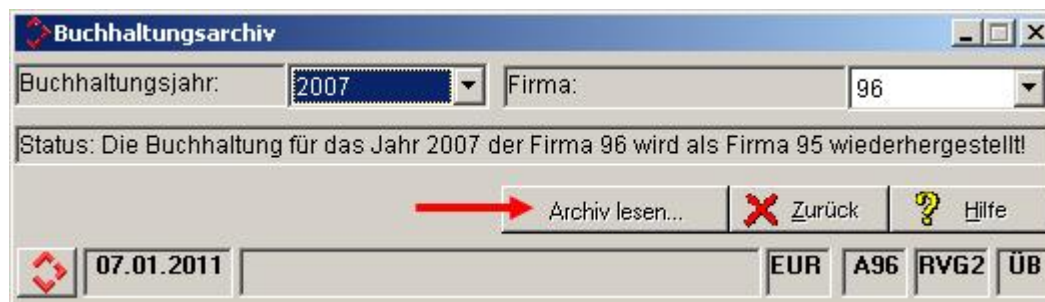 Buchhaltungsarchiv
Buchhaltungsjahr: 2007 Firma: 96
Status: Die Buchhaltung für das Jahr 2007 der Firma 96 wird als Firma 95 wiederhergestellt!
Archiv lesen... Zurück Hilfe
07.01.2011 EUR A96 RVG2 ÜB